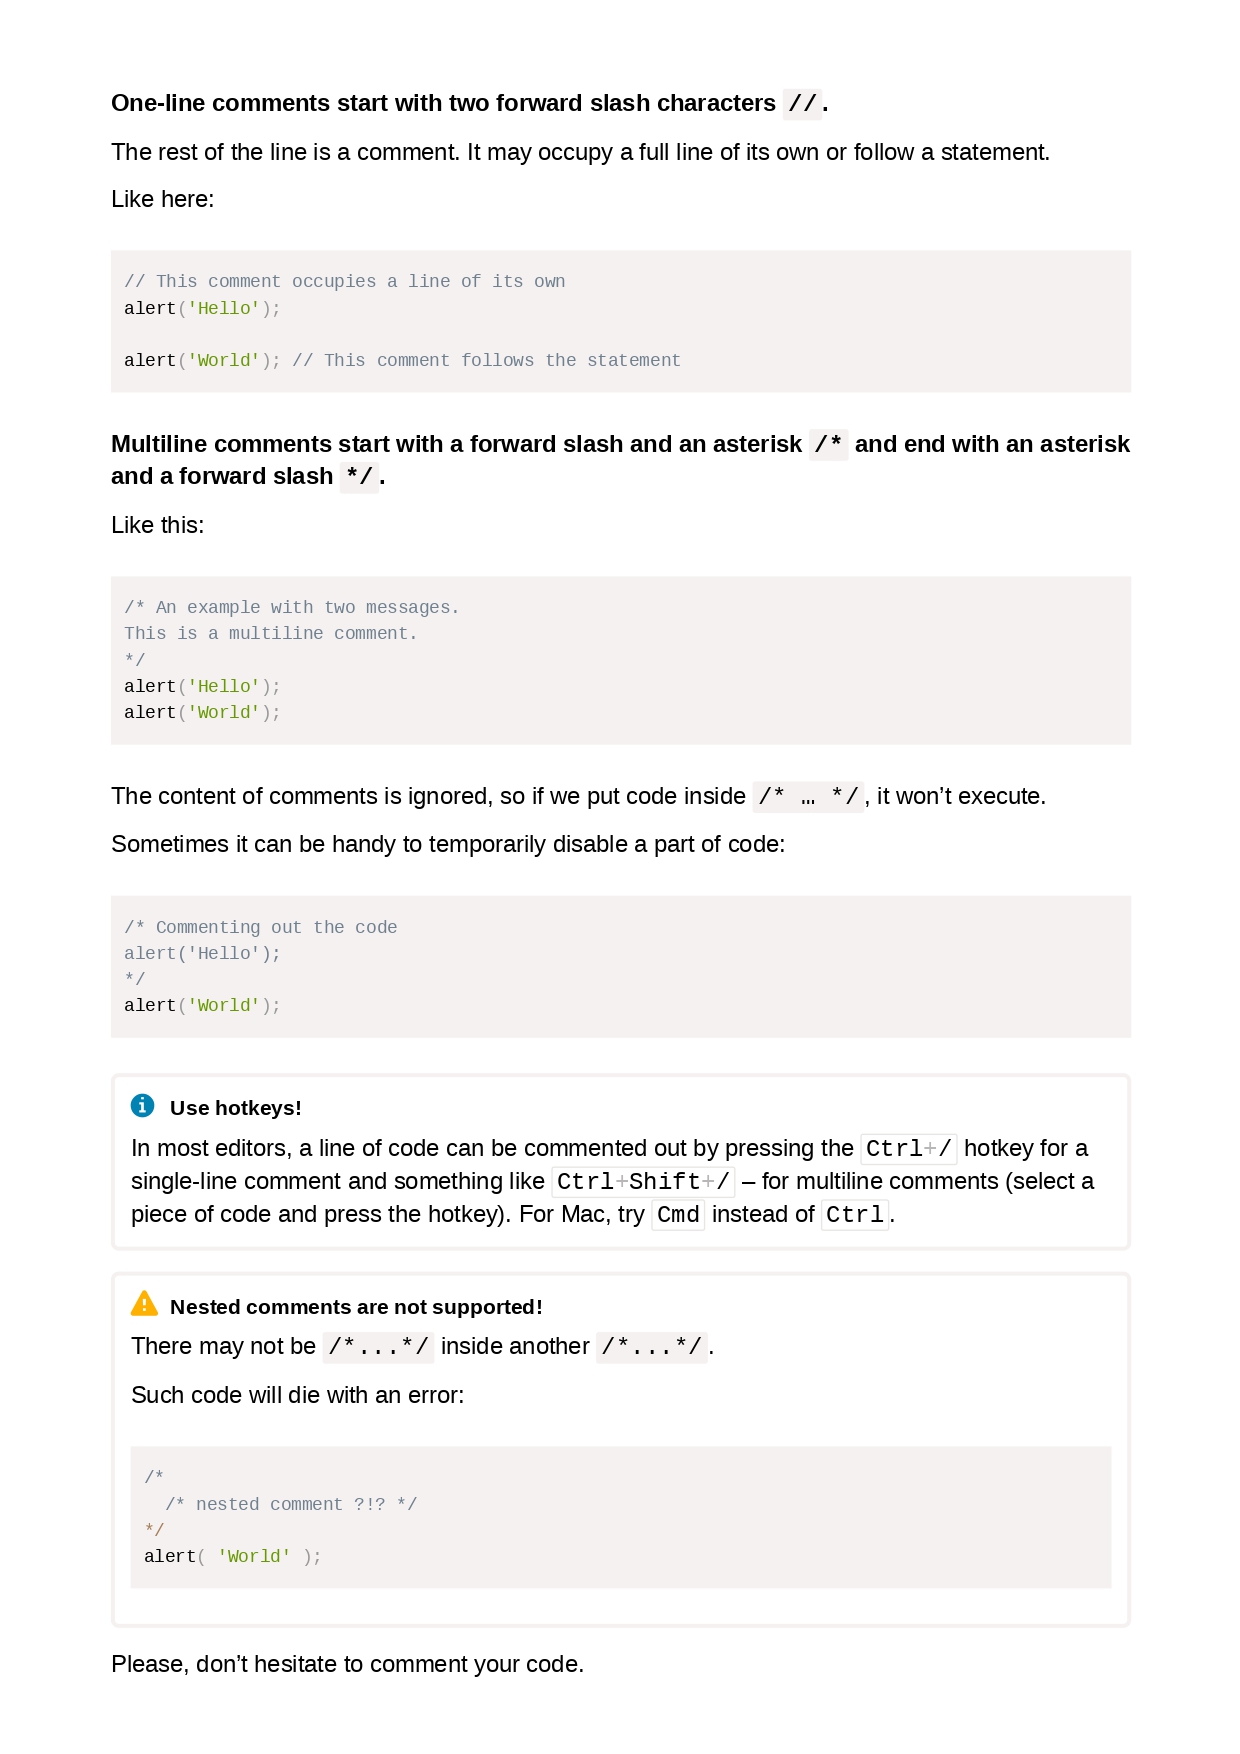 One-line comments start with two forward slash characters //.
The rest of the line is a comment. It may occupy a full line of its own or follow a statement.
Like here:
// This comment occupies a line of its own
alert('Hello');
alert('World'); // This comment follows the statement
Multiline comments start with a forward slash and an asterisk /* and end with an asterisk
and a forward slash */.
Like this:
/* An example with two messages.
This is a multiline comment.
*/
alert('Hello');
alert('World');
The content of comments is ignored, so if we put code inside /* … */, it won’t execute.
Sometimes it can be handy to temporarily disable a part of code:
/* Commenting out the code
alert('Hello');
*/
alert('World');
Use hotkeys!
In most editors, a line of code can be commented out by pressing the Ctrl+/ hotkey for a
single-line comment and something like Ctrl+Shift+/ – for multiline comments (select a
piece of code and press the hotkey). For Mac, try Cmd instead of Ctrl.
Nested comments are not supported!
There may not be /*...*/ inside another /*...*/.
Such code will die with an error:
/*
  /* nested comment ?!? */
*/
alert( 'World' );
Please, don’t hesitate to comment your code.